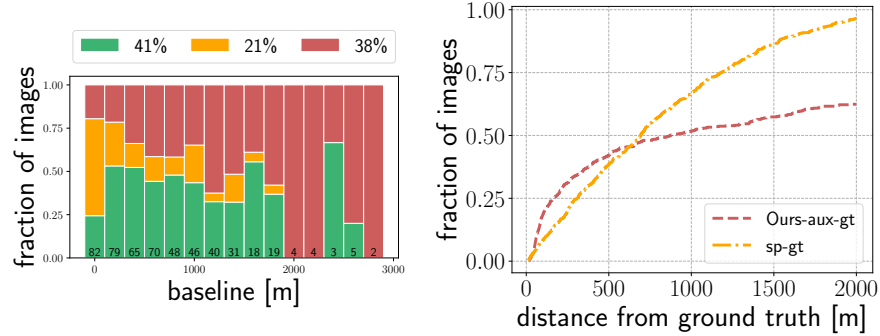 41% 21% 38%
fraction of images
1.00
0.75
0.50
0.25
0.00
82 79 65 70 48 46 40 31 18 19 4 4 3 5 2
0 1000 2000 3000
baseline [m]
fraction of images
1.00
0.75
0.50
0.25
0.00
Ours-aux-gt
sp-gt
0 500 1000 1500 2000
distance from ground truth [m]